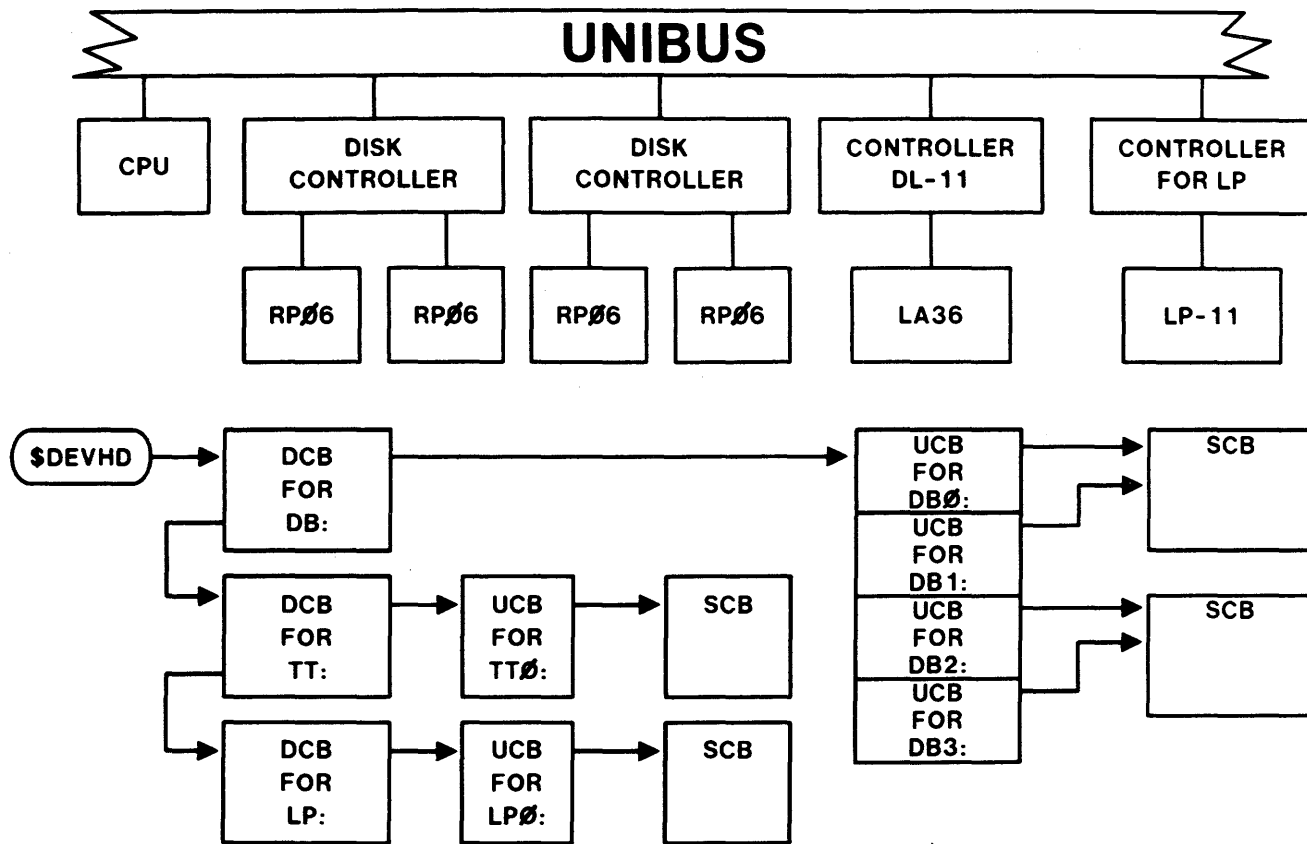 UNIBUS
CPU
DISK
CONTROLLER
DISK
CONTROLLER
CONTROLLER
DL-11
CONTROLLER
FOR LP
RPØ6
RPØ6
RPØ6
RPØ6
LA36
LP-11
$DEVHD
DCB
FOR
DB:
UCB
FOR
DBØ:
SCB
UCB
FOR
DB1:
DCB
FOR
TT:
UCB
FOR
TTØ:
SCB
UCB
FOR
DB2:
SCB
UCB
FOR
DB3:
DCB
FOR
LP:
UCB
FOR
LPØ:
SCB